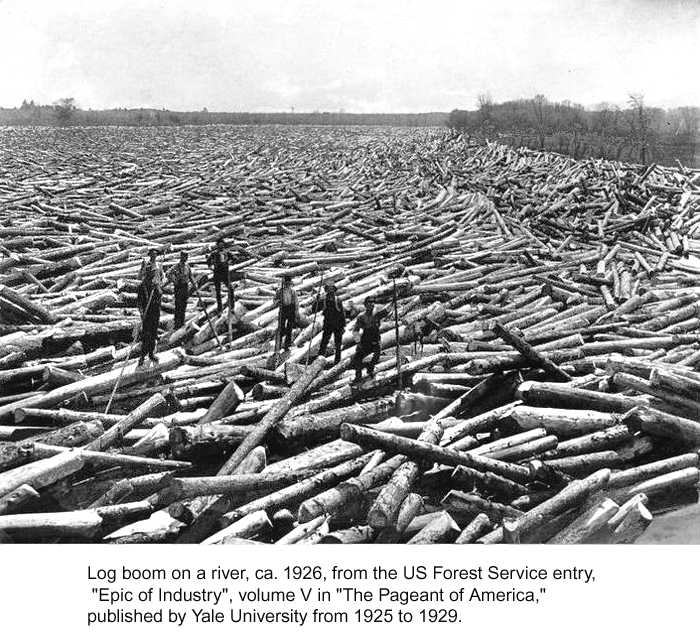 Log boom on a river, ca. 1926, from the US Forest Service entry,
"Epic of Industry", volume V in "The Pageant of America,"
published by Yale University from 1925 to 1929.